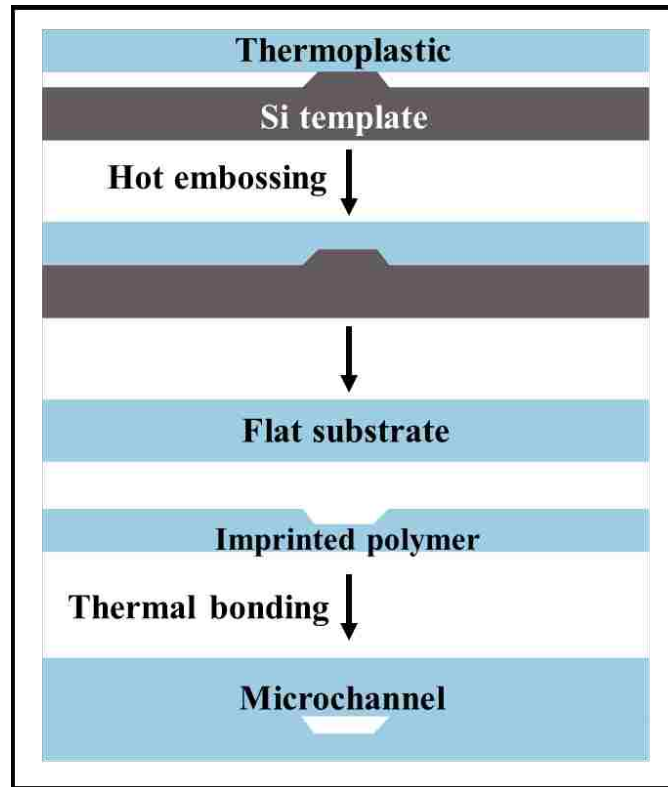 Thermoplastic
Si template
Hot embossing
Flat substrate
Imprinted polymer
Thermal bonding
Microchannel